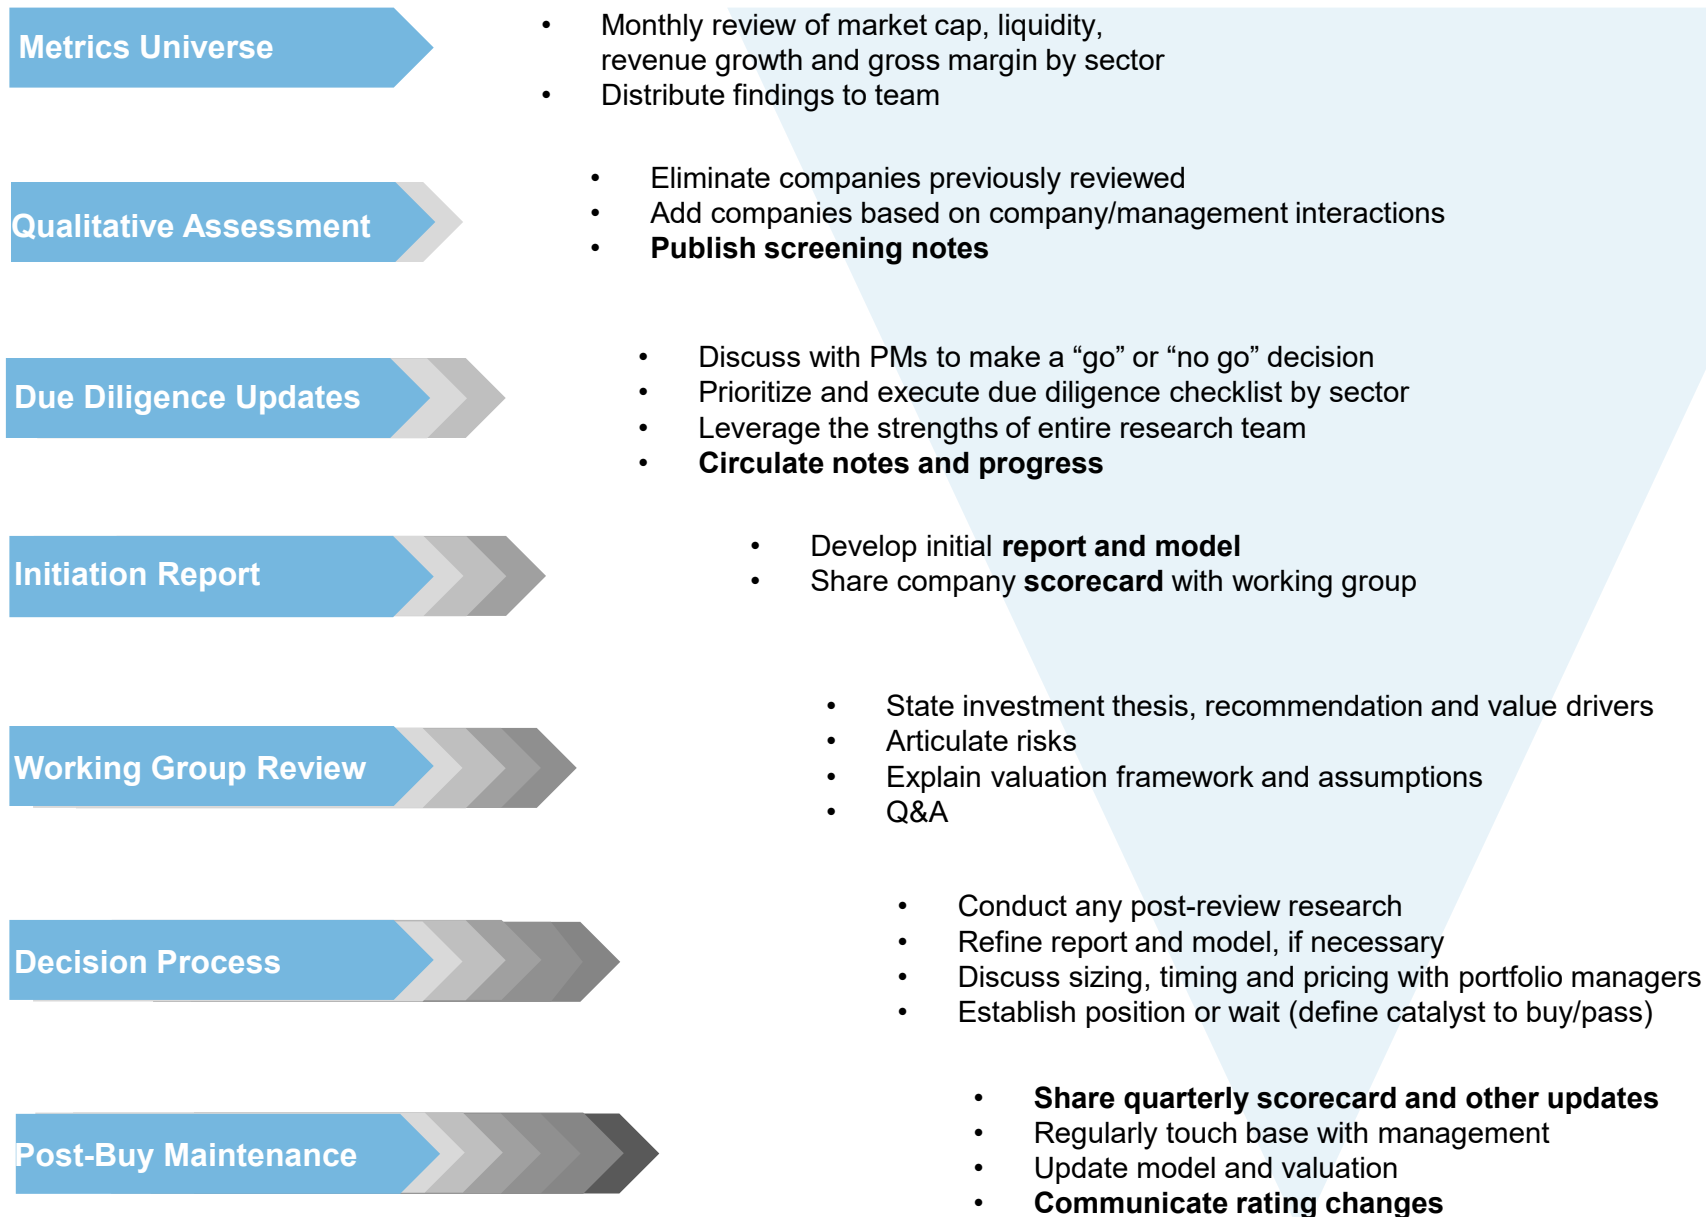 Metrics Universe
• Monthly review of market cap, liquidity,
revenue growth and gross margin by sector
• Distribute findings to team
Qualitative Assessment
• Eliminate companies previously reviewed
• Add companies based on company/management interactions
• Publish screening notes
Due Diligence Updates
• Discuss with PMs to make a “go” or “no go” decision
• Prioritize and execute due diligence checklist by sector
• Leverage the strengths of entire research team
• Circulate notes and progress
Initiation Report
• Develop initial report and model
• Share company scorecard with working group
Working Group Review
• State investment thesis, recommendation and value drivers
• Articulate risks
• Explain valuation framework and assumptions
• Q&A
Decision Process
• Conduct any post-review research
• Refine report and model, if necessary
• Discuss sizing, timing and pricing with portfolio managers
• Establish position or wait (define catalyst to buy/pass)
Post-Buy Maintenance
• Share quarterly scorecard and other updates
• Regularly touch base with management
• Update model and valuation
• Communicate rating changes